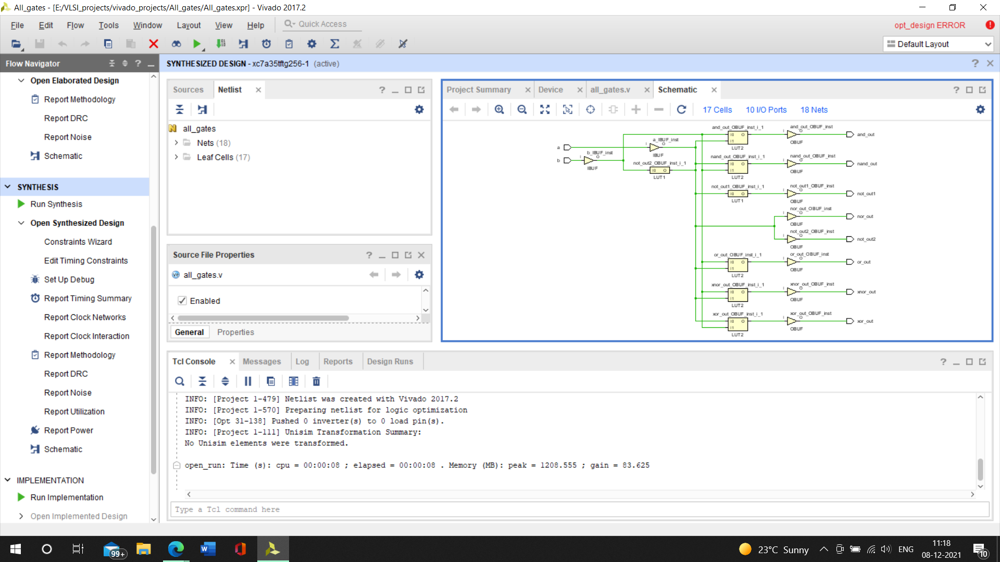 All_gates - [E:/VLSI_projects/vivado_projects/All_gates/All_gates.xpr] - Vivado 2017.2
File Edit Flow Tools Window Layout View Help Quick Access
opt_design ERROR
Default Layout
Flow Navigator
SYNTHESIZED DESIGN - xc7a35tftg256-1 (active)
Open Elaborated Design
Report Methodology
Report DRC
Report Noise
Schematic
SYNTHESIS
Run Synthesis
Open Synthesized Design
Constraints Wizard
Edit Timing Constraints
Set Up Debug
Report Timing Summary
Report Clock Networks
Report Clock Interaction
Report Methodology
Report DRC
Report Noise
Report Utilization
Report Power
Schematic
IMPLEMENTATION
Run Implementation
Open Implemented Design
Sources Netlist
all_gates
Nets (18)
Leaf Cells (17)
Source File Properties
all_gates.v
Enabled
General Properties
Project Summary Device all_gates.v Schematic
17 Cells 10 I/O Ports 18 Nets
a
b
b_IBUF_inst
I O
IBUF
a_IBUF_inst
I O
IBUF
not_out2_OBUF_inst_i_1
I0 O
LUT1
and_out_OBUF_inst_i_1
I0 O
I1
LUT2
and_out_OBUF_inst
I O
OBUF
and_out
nand_out_OBUF_inst_i_1
I0 O
I1
LUT2
nand_out_OBUF_inst
I O
OBUF
nand_out
not_out1_OBUF_inst_i_1
I0 O
LUT1
not_out1_OBUF_inst
I O
OBUF
not_out1
nor_out_OBUF_inst
I O
OBUF
nor_out
not_out2_OBUF_inst
I O
OBUF
not_out2
or_out_OBUF_inst_i_1
I0 O
I1
LUT2
or_out_OBUF_inst
I O
OBUF
or_out
xnor_out_OBUF_inst_i_1
I0 O
I1
LUT2
xnor_out_OBUF_inst
I O
OBUF
xnor_out
xor_out_OBUF_inst_i_1
I0 O
I1
LUT2
xor_out_OBUF_inst
I O
OBUF
xor_out
Tcl Console Messages Log Reports Design Runs
INFO: [Project 1-479] Netlist was created with Vivado 2017.2
INFO: [Project 1-570] Preparing netlist for logic optimization
INFO: [Opt 31-138] Pushed 0 inverter(s) to 0 load pin(s).
INFO: [Project 1-111] Unisim Transformation Summary:
No Unisim elements were transformed.
open_run: Time (s): cpu = 00:00:08 ; elapsed = 00:00:08 . Memory (MB): peak = 1208.555 ; gain = 83.625
Type a Tcl command here
99+
23°C Sunny
ENG
11:18
08-12-2021
10